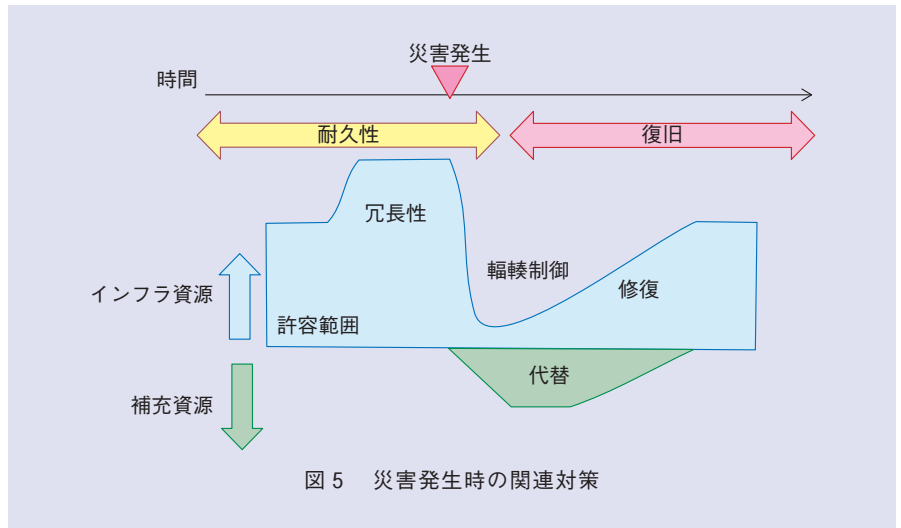 災害発生
時間
耐久性
復旧
冗長性
輻輳制御
修復
インフラ資源
許容範囲
代替
補充資源
図 5 災害発生時の関連対策